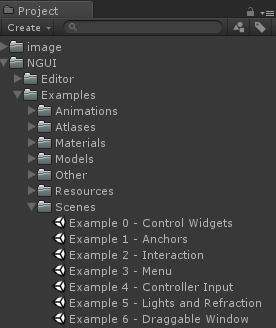 Project
Create
image
NGUI
Editor
Examples
Animations
Atlases
Materials
Models
Other
Resources
Scenes
Example 0 - Control Widgets
Example 1 - Anchors
Example 2 - Interaction
Example 3 - Menu
Example 4 - Controller Input
Example 5 - Lights and Refraction
Example 6 - Draggable Window